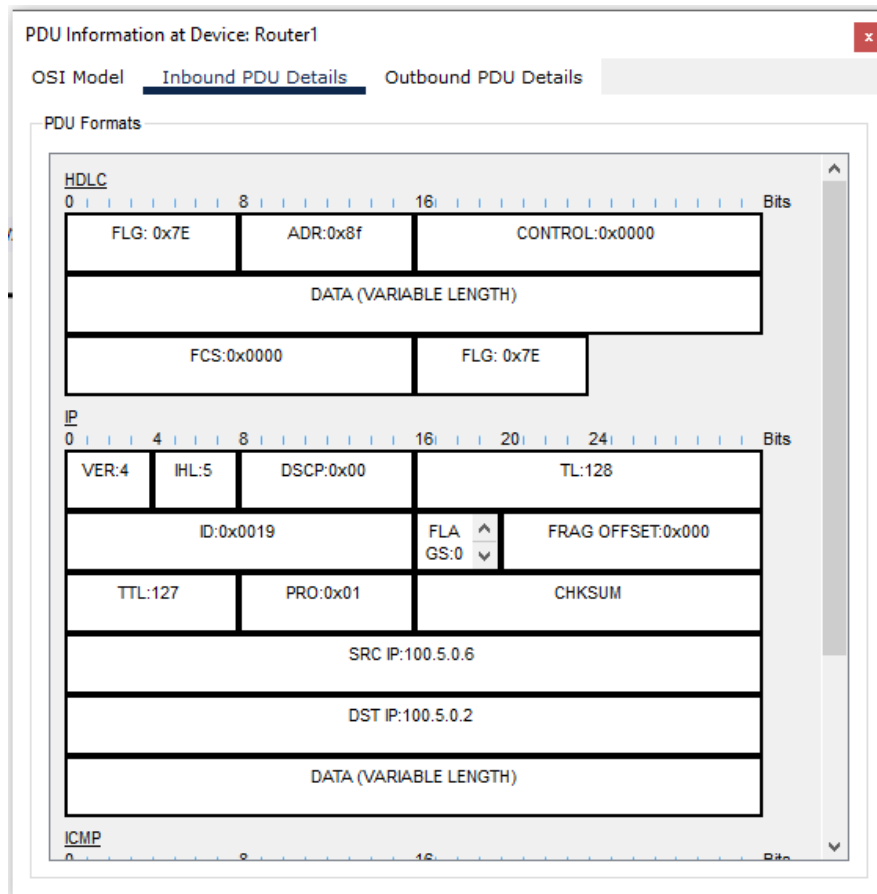 PDU Information at Device: Router1
x
OSI Model Inbound PDU Details Outbound PDU Details
PDU Formats
HDLC
0 8 16 Bits
FLG: 0x7E ADR:0x8f CONTROL:0x0000
DATA (VARIABLE LENGTH)
FCS:0x0000 FLG: 0x7E
IP
0 4 8 16 20 24 Bits
VER:4 IHL:5 DSCP:0x00 TL:128
ID:0x0019 FLA FRAG OFFSET:0x000
GS:0
TTL:127 PRO:0x01 CHKSUM
SRC IP:100.5.0.6
DST IP:100.5.0.2
DATA (VARIABLE LENGTH)
ICMP
0 8 16 Bits